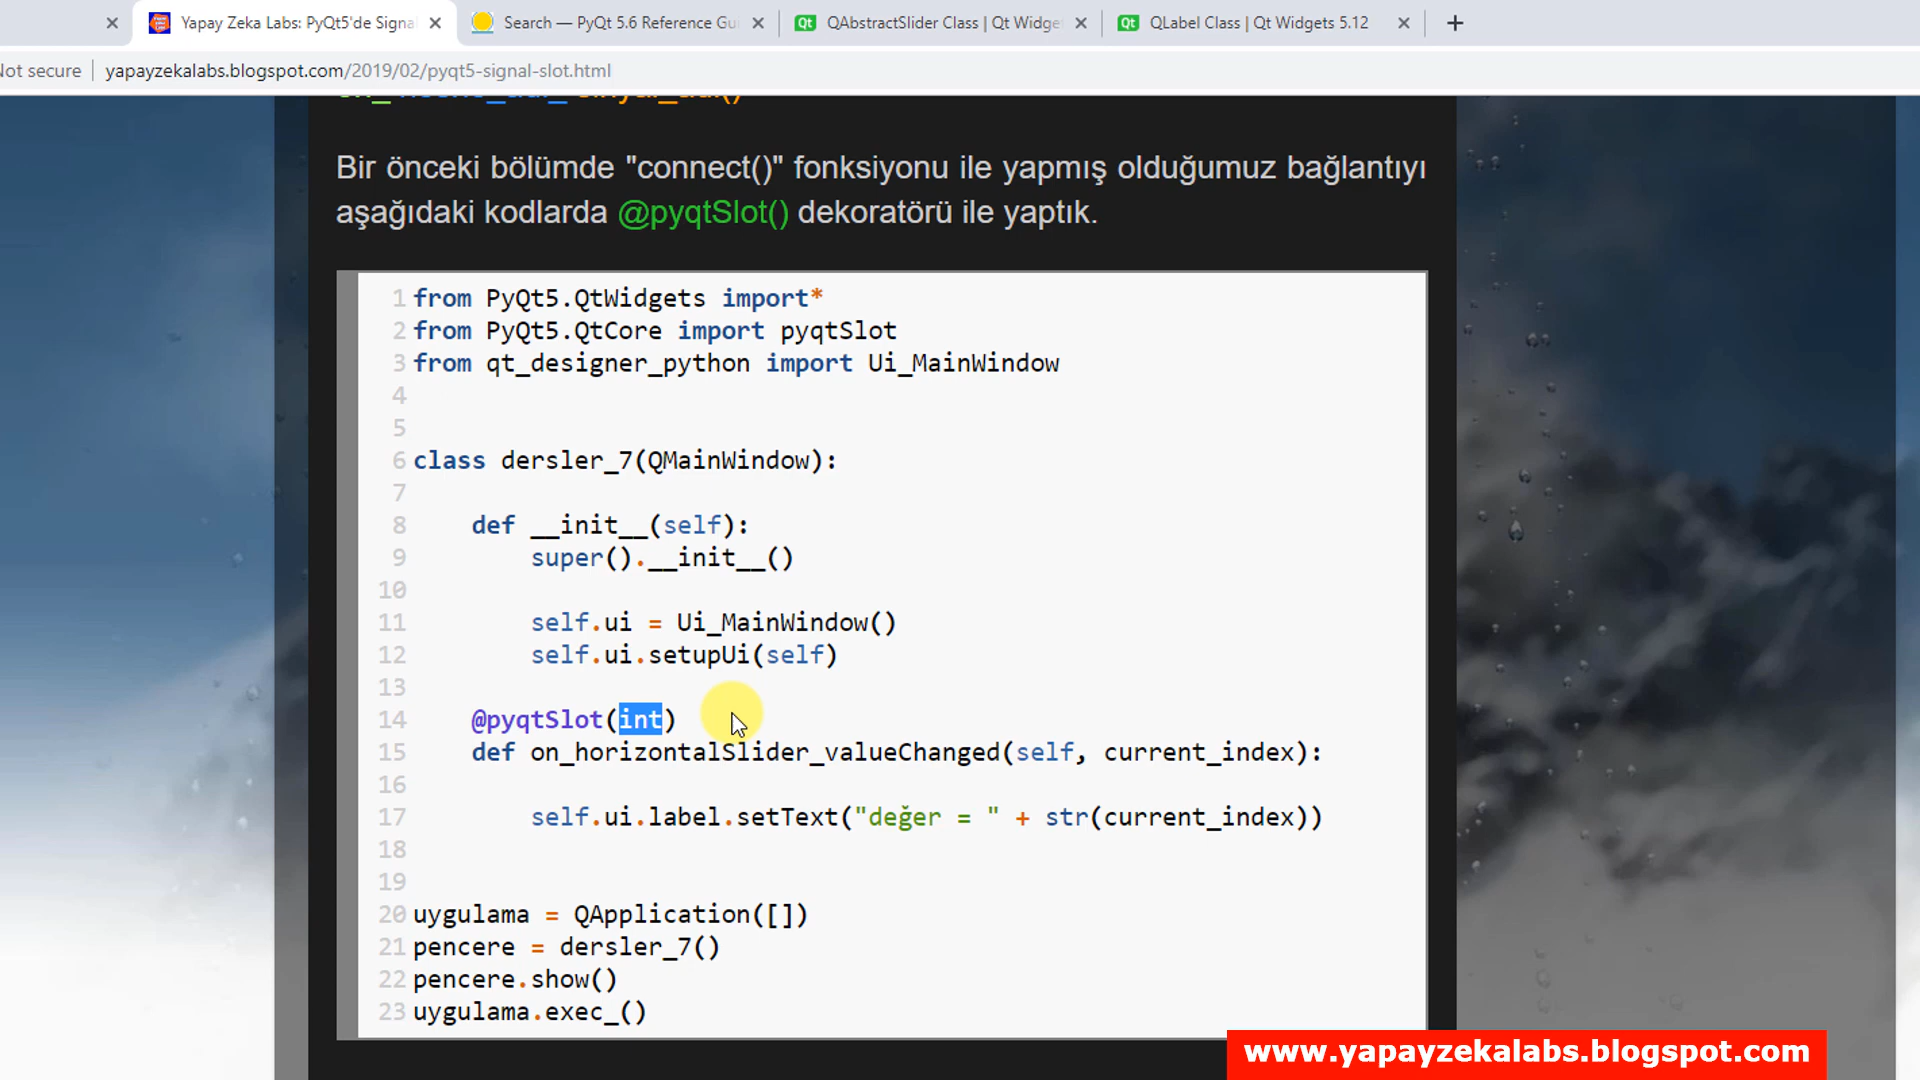 Yapay Zeka Labs: PyQt5'de Signal
Search — PyQt 5.6 Reference Gui
QAbstractSlider Class | Qt Widge
QLabel Class | Qt Widgets 5.12
Not secure
yapayzekalabs.blogspot.com/2019/02/pyqt5-signal-slot.html
Bir önceki bölümde "connect()" fonksiyonu ile yapmış olduğumuz bağlantıyı
aşağıdaki kodlarda @pyqtSlot() dekoratörü ile yaptık.
1 from PyQt5.QtWidgets import*
2 from PyQt5.QtCore import pyqtSlot
3 from qt_designer_python import Ui_MainWindow
4
5
6 class dersler_7(QMainWindow):
7
8 def __init__(self):
9 super().__init__()
10
11 self.ui = Ui_MainWindow()
12 self.ui.setupUi(self)
13
14 @pyqtSlot(int)
15 def on_horizontalSlider_valueChanged(self, current_index):
16
17 self.ui.label.setText("değer = " + str(current_index))
18
19
20 uygulama = QApplication([])
21 pencere = dersler_7()
22 pencere.show()
23 uygulama.exec_()
www.yapayzekalabs.blogspot.com